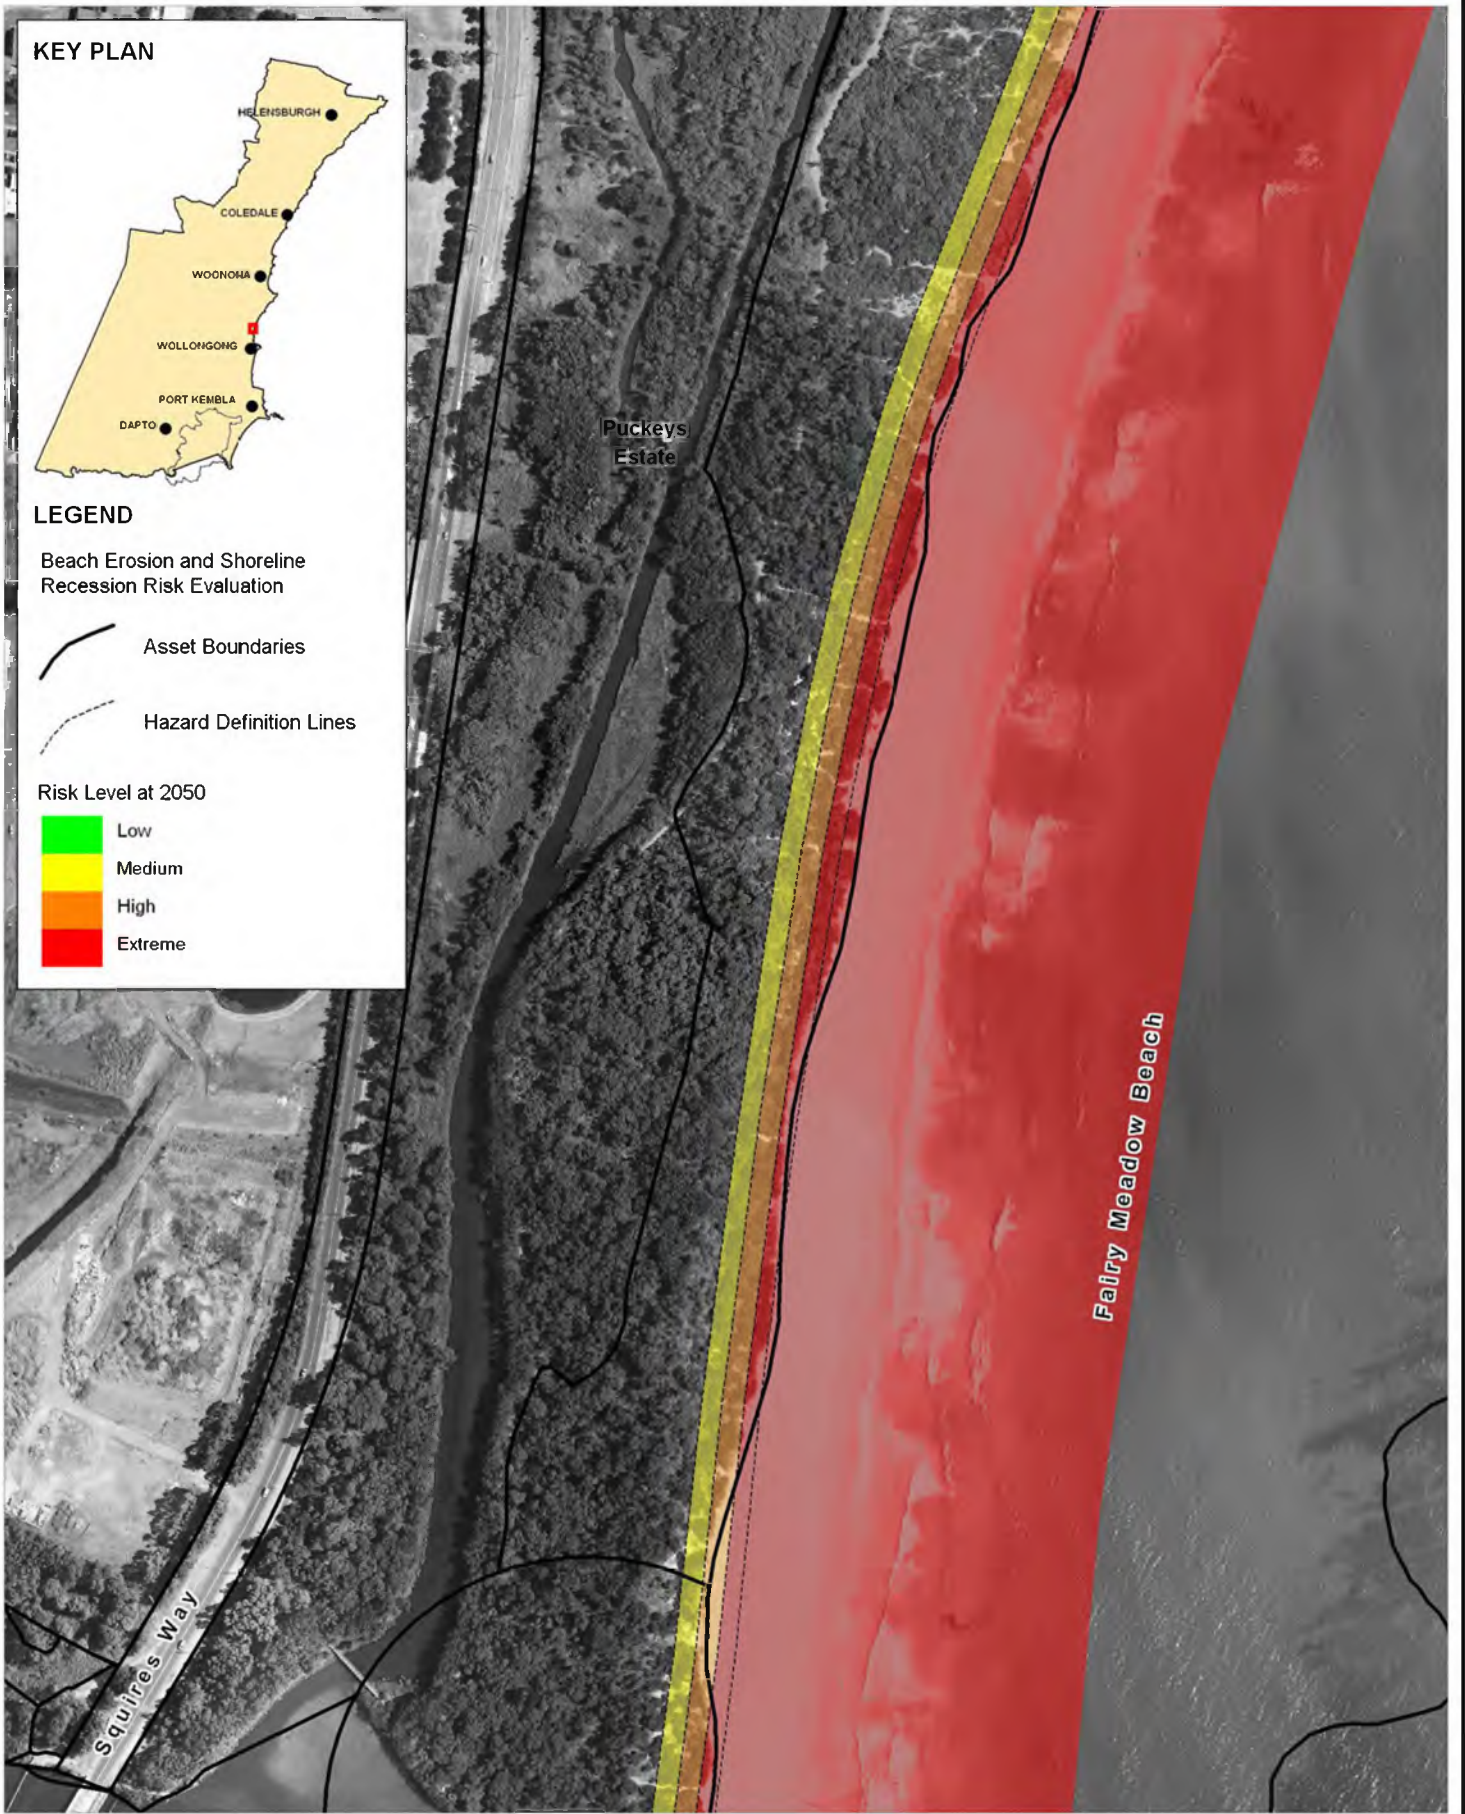 KEY PLAN
HELENSBURGH
COLEDALE
WOONONA
WOLLONGONG
PORT KEMBLA
DAPTO
LEGEND
Beach Erosion and Shoreline
Recession Risk Evaluation
Asset Boundaries
Hazard Definition Lines
Risk Level at 2050
Low
Medium
High
Extreme
Puckeys
Estate
Fairy Meadow Beach
Squires Way